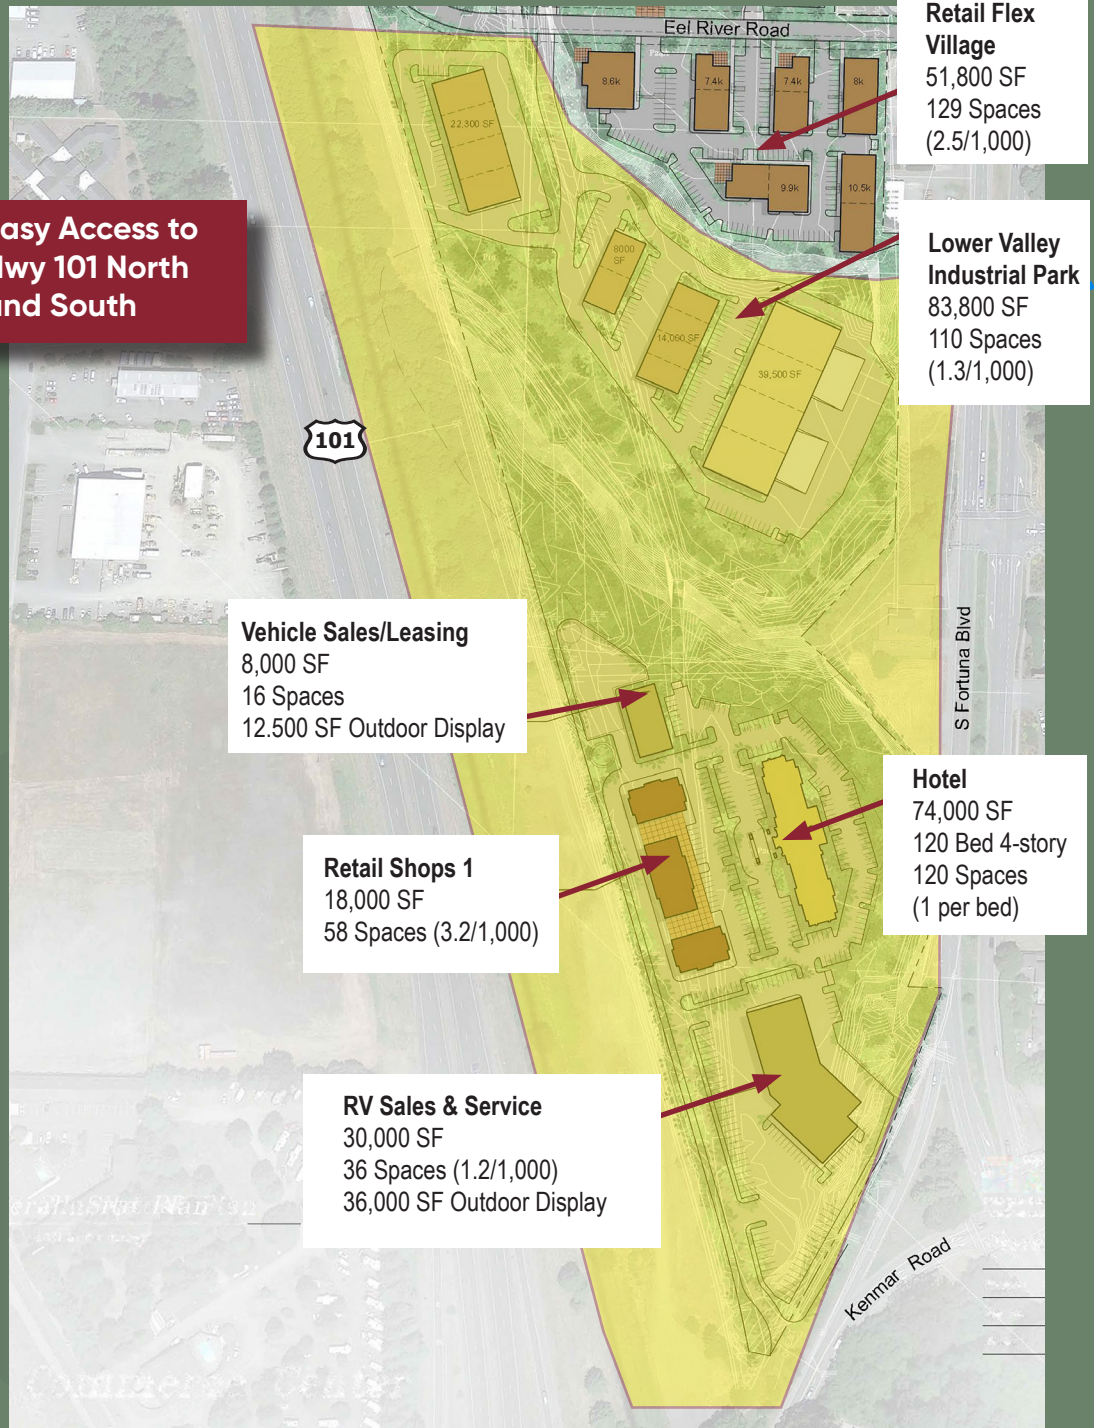 Eel River Road
Retail Flex
Village
51,800 SF
129 Spaces
(2.5/1,000)
8.6k
7.4k
7.4k
8k
9.9k
10.5k
22,300 SF
8000
SF
14,000 SF
39,500 SF
asy Access to
Hwy 101 North
and South
Lower Valley
Industrial Park
83,800 SF
110 Spaces
(1.3/1,000)
101
Vehicle Sales/Leasing
8,000 SF
16 Spaces
12.500 SF Outdoor Display
S Fortuna Blvd
Hotel
74,000 SF
120 Bed 4-story
120 Spaces
(1 per bed)
Retail Shops 1
18,000 SF
58 Spaces (3.2/1,000)
RV Sales & Service
30,000 SF
36 Spaces (1.2/1,000)
36,000 SF Outdoor Display
Kenmar Road
Commerce Center